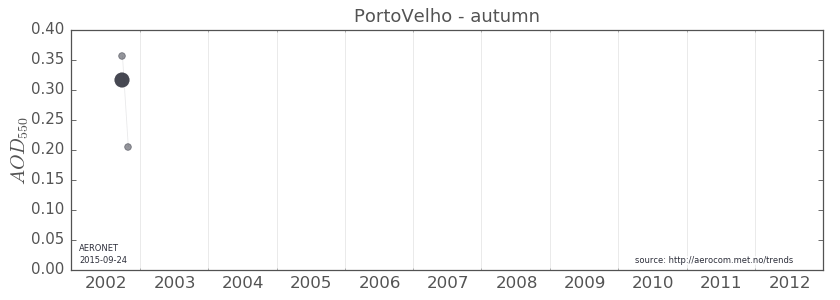 PortoVelho - autumn
0.40
0.35
0.30
0.25
0.20
0.15
0.10
0.05
0.00
AOD550
AERONET
2015-09-24
source: http://aerocom.met.no/trends
2002 2003 2004 2005 2006 2007 2008 2009 2010 2011 2012